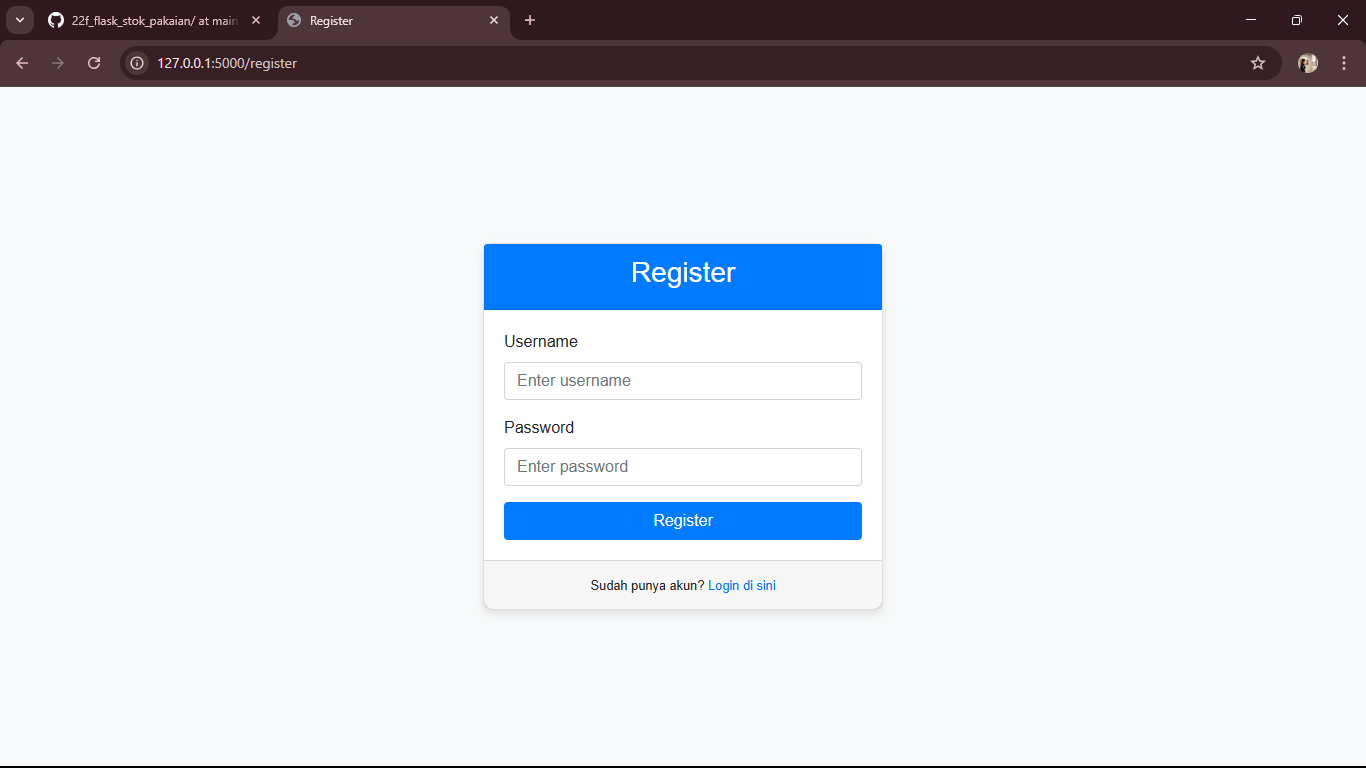 22f_flask_stok_pakaian/ at main
Register
127.0.0.1:5000/register
Register
Username
Enter username
Password
Enter password
Register
Sudah punya akun? Login di sini